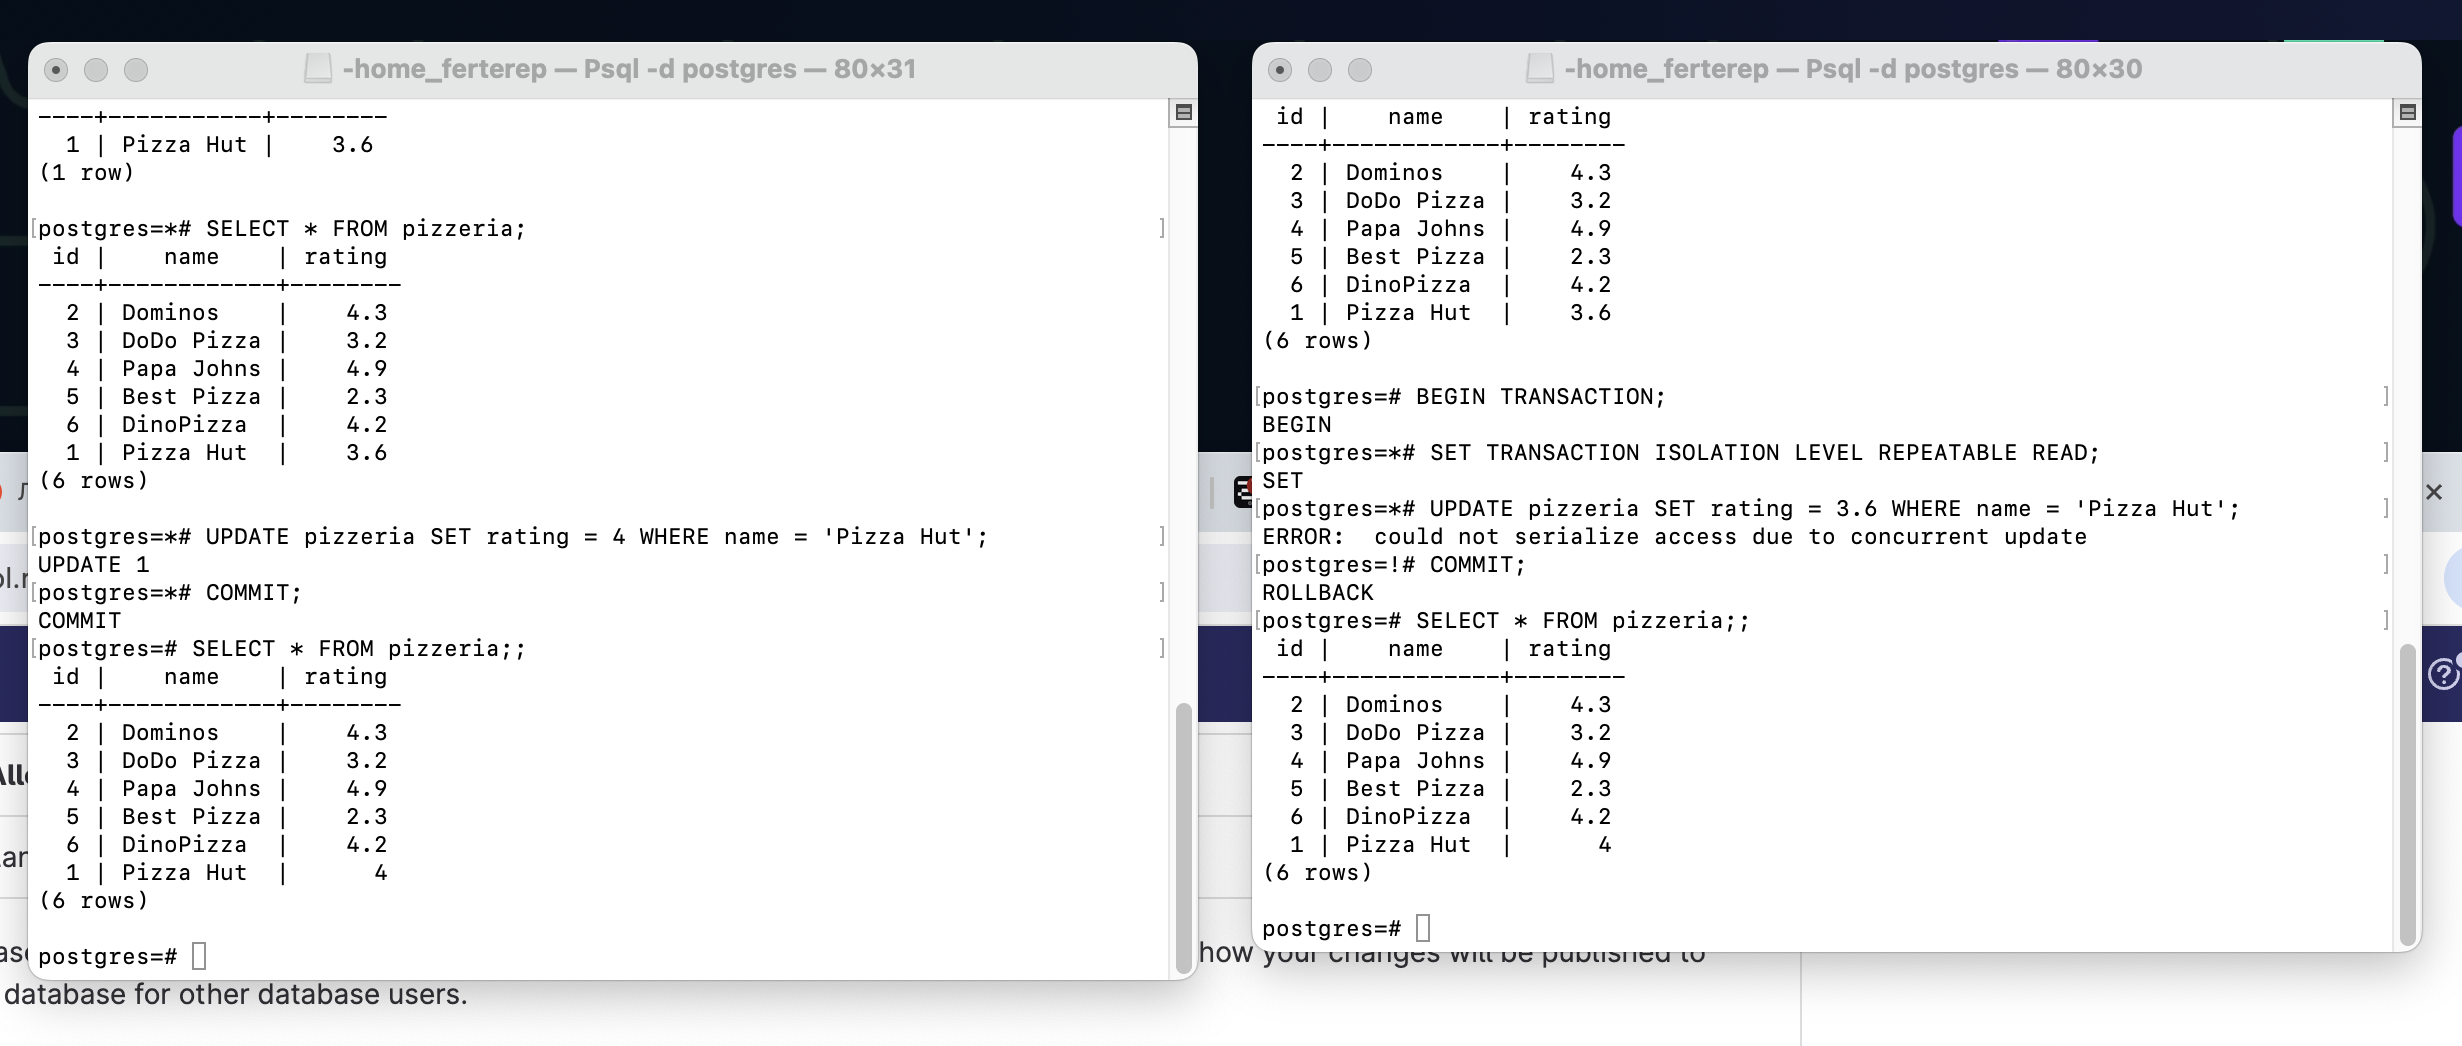 -home_ferterep — Psql -d postgres — 80×31
----+-----------+--------
  1 | Pizza Hut |    3.6
(1 row)
[postgres=*# SELECT * FROM pizzeria; ]
 id |    name    | rating
----+------------+--------
  2 | Dominos    |    4.3
  3 | DoDo Pizza |    3.2
  4 | Papa Johns |    4.9
  5 | Best Pizza |    2.3
  6 | DinoPizza  |    4.2
  1 | Pizza Hut  |    3.6
(6 rows)
[postgres=*# UPDATE pizzeria SET rating = 4 WHERE name = 'Pizza Hut'; ]
UPDATE 1
[postgres=*# COMMIT; ]
COMMIT
[postgres=# SELECT * FROM pizzeria;; ]
 id |    name    | rating
----+------------+--------
  2 | Dominos    |    4.3
  3 | DoDo Pizza |    3.2
  4 | Papa Johns |    4.9
  5 | Best Pizza |    2.3
  6 | DinoPizza  |    4.2
  1 | Pizza Hut  |      4
(6 rows)
postgres=#
-home_ferterep — Psql -d postgres — 80×30
 id |    name    | rating
----+------------+--------
  2 | Dominos    |    4.3
  3 | DoDo Pizza |    3.2
  4 | Papa Johns |    4.9
  5 | Best Pizza |    2.3
  6 | DinoPizza  |    4.2
  1 | Pizza Hut  |    3.6
(6 rows)
[postgres=# BEGIN TRANSACTION; ]
BEGIN
[postgres=*# SET TRANSACTION ISOLATION LEVEL REPEATABLE READ; ]
SET
[postgres=*# UPDATE pizzeria SET rating = 3.6 WHERE name = 'Pizza Hut'; ]
ERROR:  could not serialize access due to concurrent update
[postgres=!# COMMIT; ]
ROLLBACK
[postgres=# SELECT * FROM pizzeria;; ]
 id |    name    | rating
----+------------+--------
  2 | Dominos    |    4.3
  3 | DoDo Pizza |    3.2
  4 | Papa Johns |    4.9
  5 | Best Pizza |    2.3
  6 | DinoPizza  |    4.2
  1 | Pizza Hut  |      4
(6 rows)
postgres=#
how your changes will be published to
database for other database users.